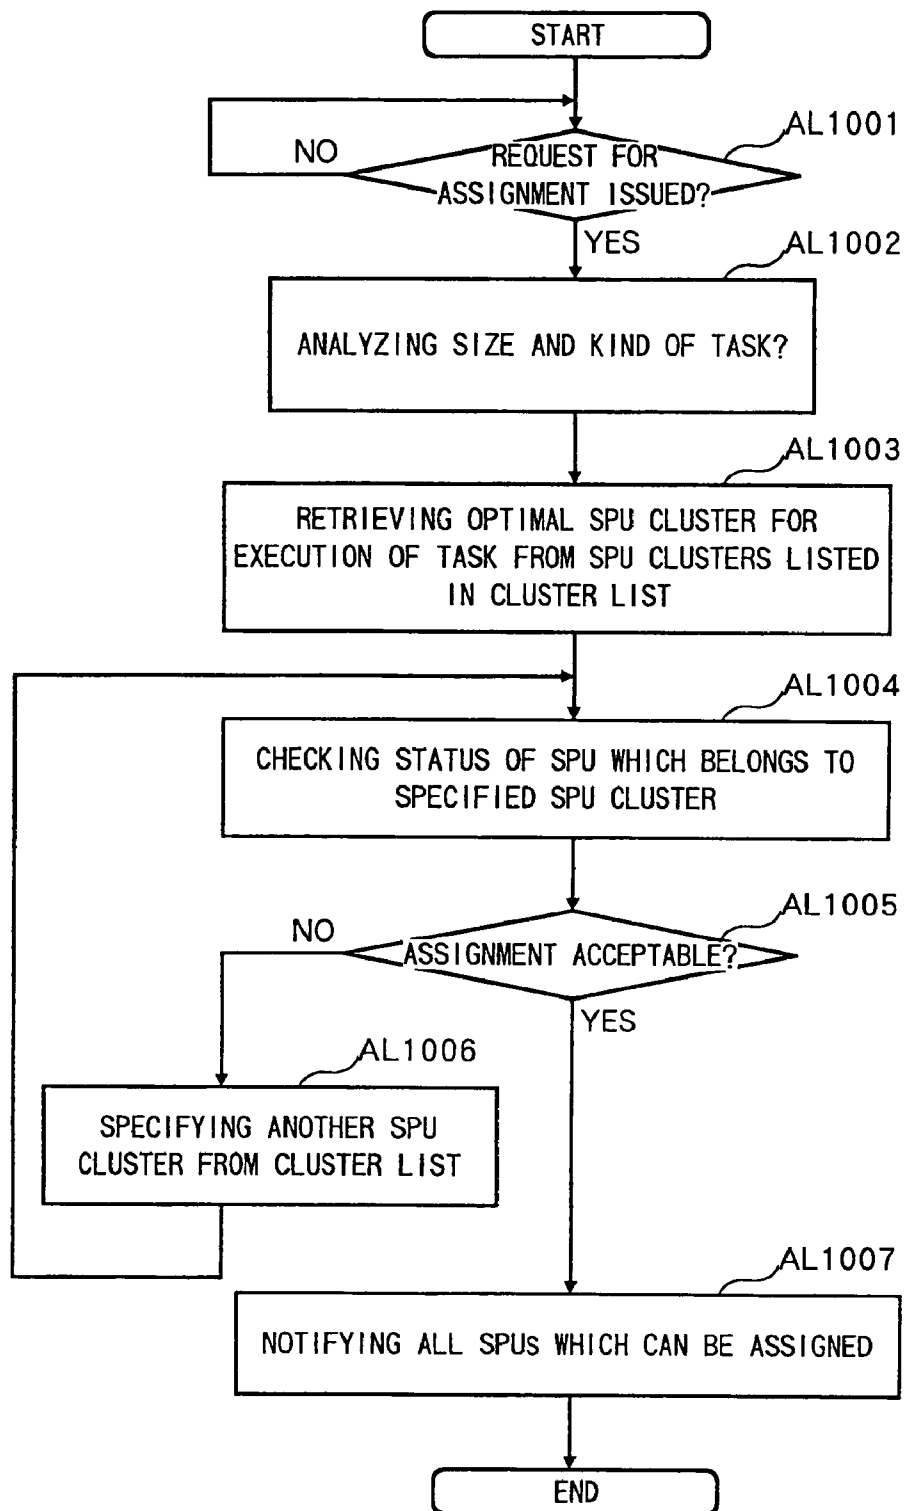 START
AL1001
NO
REQUEST FOR
ASSIGNMENT ISSUED?
YES
AL1002
ANALYZING SIZE AND KIND OF TASK?
AL1003
RETRIEVING OPTIMAL SPU CLUSTER FOR
EXECUTION OF TASK FROM SPU CLUSTERS LISTED
IN CLUSTER LIST
AL1004
CHECKING STATUS OF SPU WHICH BELONGS TO
SPECIFIED SPU CLUSTER
AL1005
NO
ASSIGNMENT ACCEPTABLE?
YES
AL1006
SPECIFYING ANOTHER SPU
CLUSTER FROM CLUSTER LIST
AL1007
NOTIFYING ALL SPUs WHICH CAN BE ASSIGNED
END